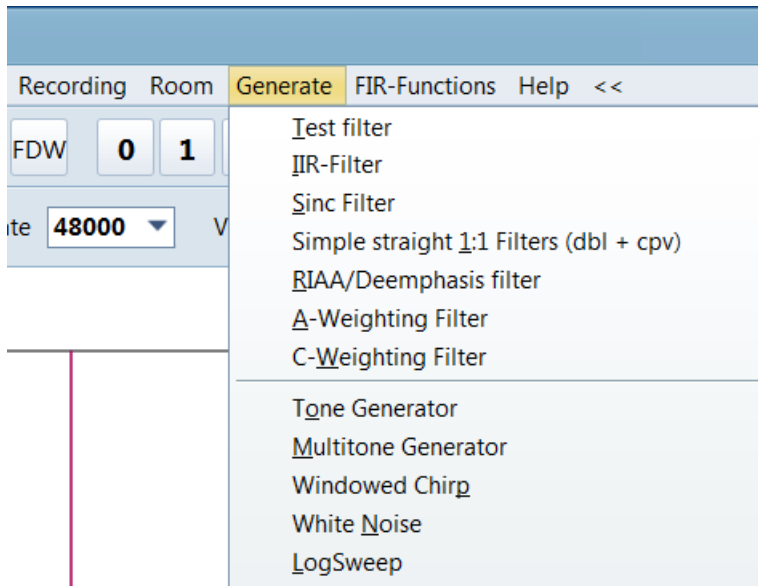 Recording Room Generate FIR-Functions Help <<
FDW 0 1
48000 V
Test filter
IIR-Filter
Sinc Filter
Simple straight 1:1 Filters (dbl + cpv)
RIAA/Deemphasis filter
A-Weighting Filter
C-Weighting Filter
Tone Generator
Multitone Generator
Windowed Chirp
White Noise
LogSweep